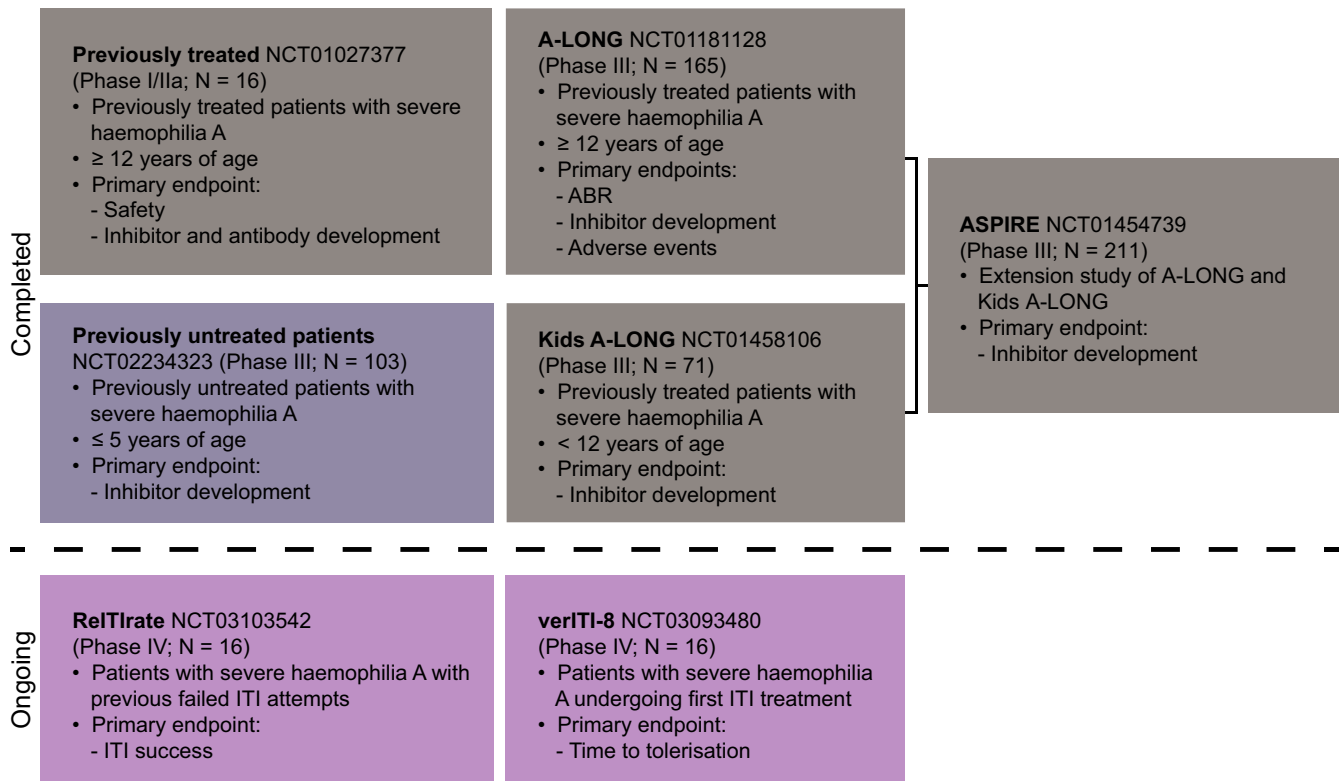 Completed
Previously treated NCT01027377
(Phase I/IIa; N = 16)
• Previously treated patients with severe
haemophilia A
• ≥ 12 years of age
• Primary endpoint:
- Safety
- Inhibitor and antibody development
A-LONG NCT01181128
(Phase III; N = 165)
• Previously treated patients with
severe haemophilia A
• ≥ 12 years of age
• Primary endpoints:
- ABR
- Inhibitor development
- Adverse events
Previously untreated patients
NCT02234323 (Phase III; N = 103)
• Previously untreated patients with
severe haemophilia A
• ≤ 5 years of age
• Primary endpoint:
- Inhibitor development
Kids A-LONG NCT01458106
(Phase III; N = 71)
• Previously treated patients with
severe haemophilia A
• < 12 years of age
• Primary endpoint:
- Inhibitor development
ASPIRE NCT01454739
(Phase III; N = 211)
• Extension study of A-LONG and
Kids A-LONG
• Primary endpoint:
- Inhibitor development
Ongoing
ReITIrate NCT03103542
(Phase IV; N = 16)
• Patients with severe haemophilia A with
previous failed ITI attempts
• Primary endpoint:
- ITI success
verITI-8 NCT03093480
(Phase IV; N = 16)
• Patients with severe haemophilia
A undergoing first ITI treatment
• Primary endpoint:
- Time to tolerisation